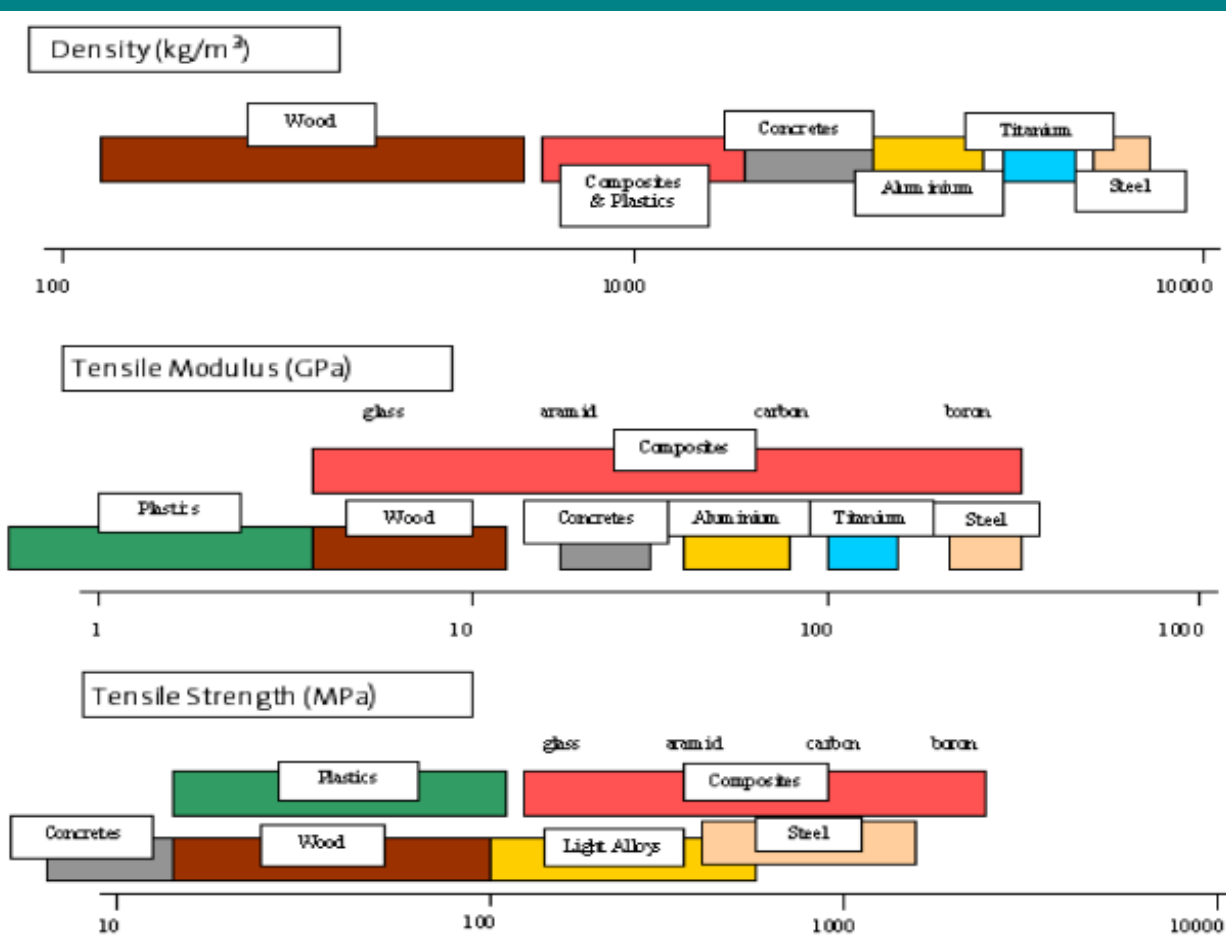 Density (kg/m³)
Wood
Concretes
Titanium
Composites
& Plastics
Aluminium
Steel
100 1000 10000
Tensile Modulus (GPa)
glass aramid carbon boron
Composites
Plastics
Wood
Concretes
Aluminium
Titanium
Steel
1 10 100 1000
Tensile Strength (MPa)
glass aramid carbon boron
Plastics
Composites
Concretes
Wood
Light Alloys
Steel
10 100 1000 10000